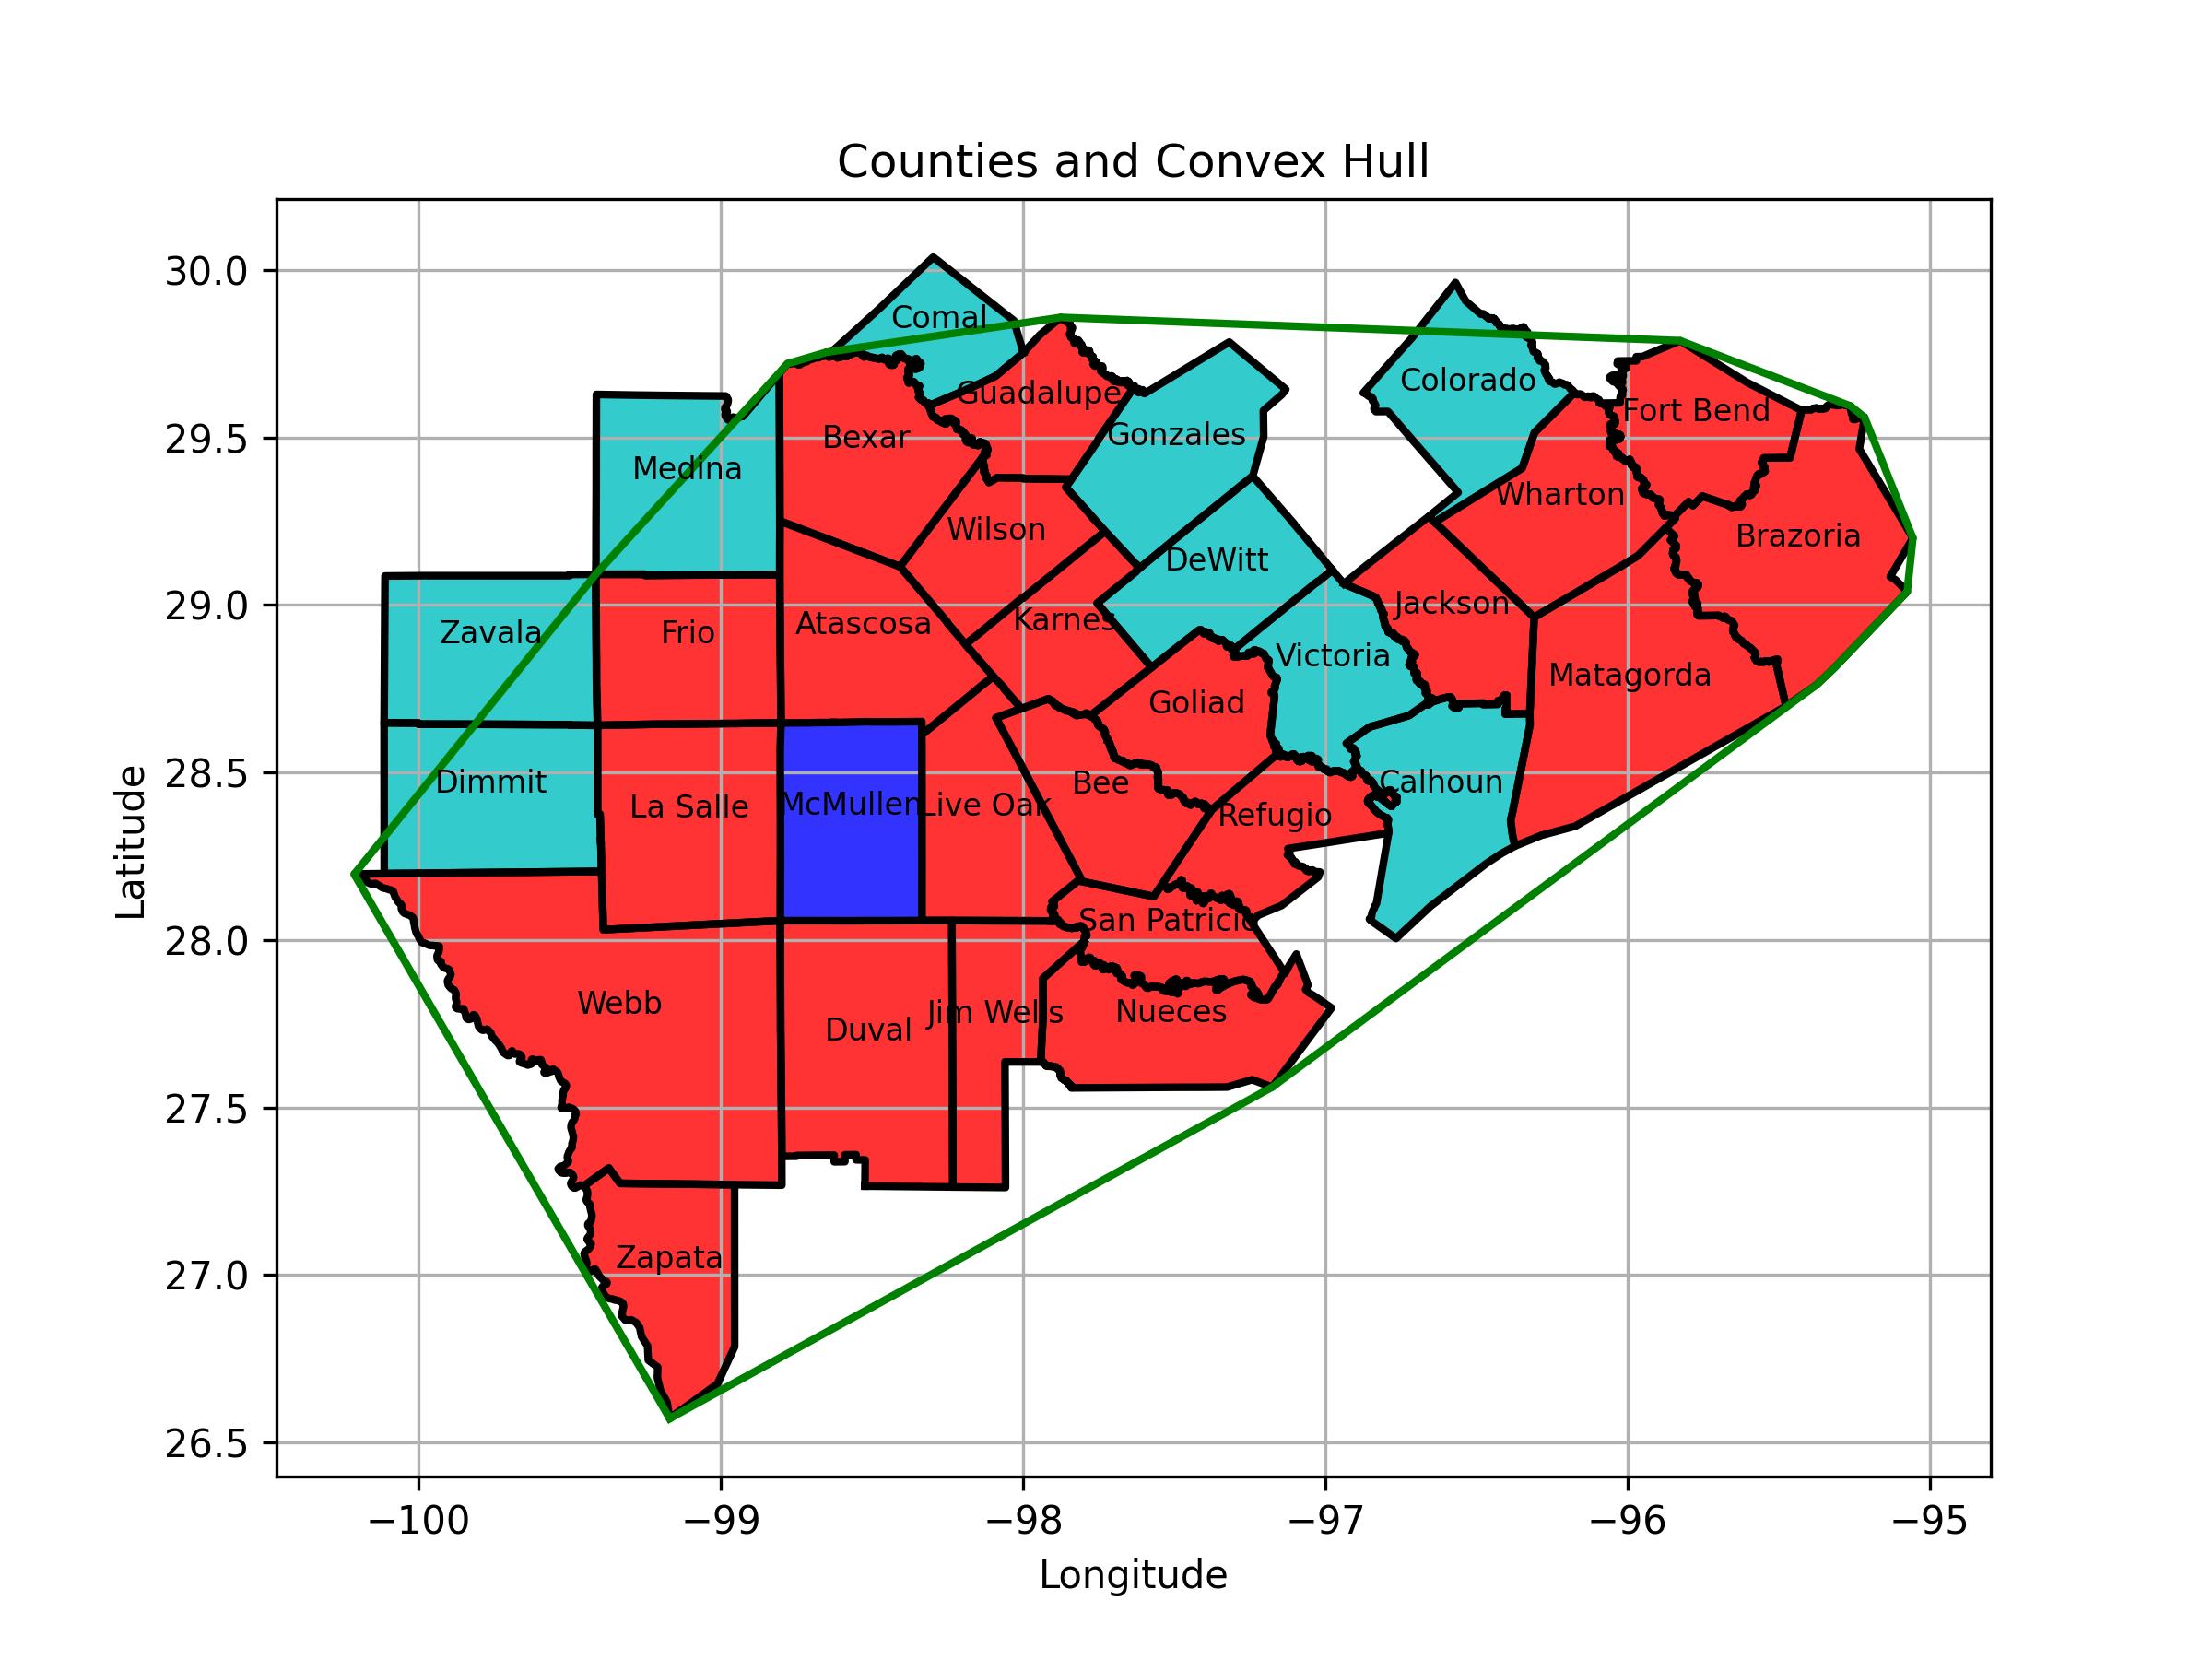 Counties and Convex Hull
30.0
29.5
29.0
28.5
28.0
27.5
27.0
26.5
Latitude
Comal
Colorado
Guadalupe
Fort Bend
Bexar
Gonzales
Medina
Wharton
Wilson
Brazoria
DeWitt
Zavala
Frio
Atascosa
Karnes
Jackson
Victoria
Matagorda
Goliad
Dimmit
La Salle
McMullen
Live Oak
Bee
Refugio
Calhoun
San Patricio
Webb
Duval
Jim Wells
Nueces
Zapata
−100
−99
−98
−97
−96
−95
Longitude